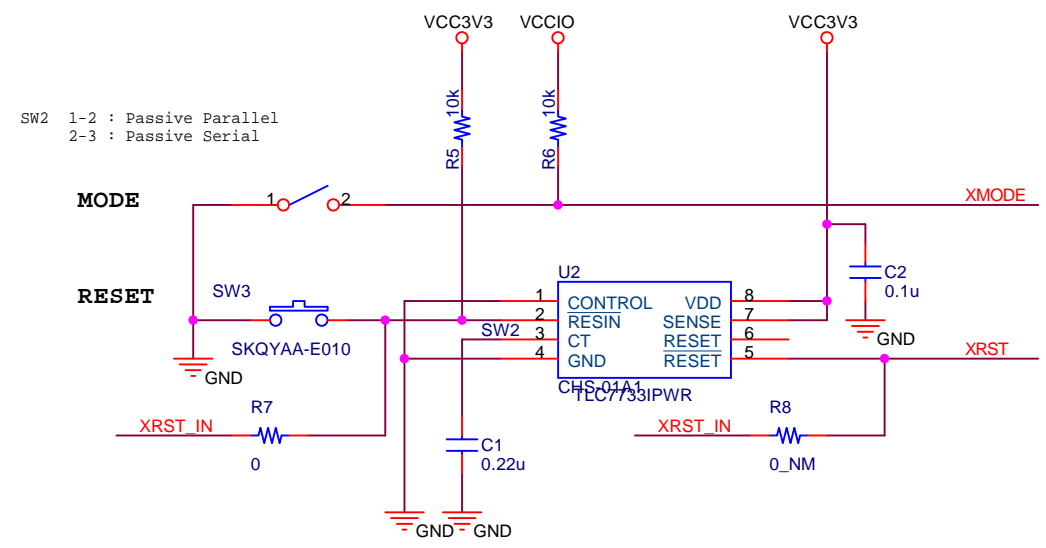 VCC3V3 VCCIO VCC3V3
10k 10k
SW2 1-2 : Passive Parallel
2-3 : Passive Serial
R5 R6
MODE 1 2 XMODE
U2 C2
RESET SW3 0.1u
1 CONTROL VDD 8
2 RESIN SENSE 7
SW2 3 CT RESET 6
GND
SKQYAA-E010 4 GND RESET 5 XRST
GND
CHS-01A1
TLC7733IPWR
R7 R8
XRST_IN XRST_IN
C1
0 0.22u 0_NM
GND GND